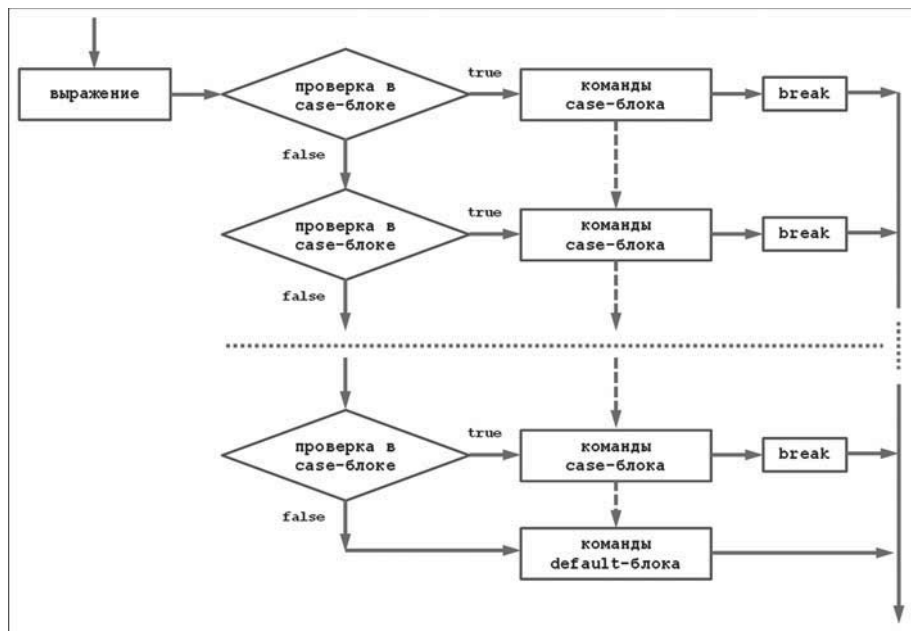 выражение
проверка в
case-блоке
true
команды
case-блока
break
false
проверка в
case-блоке
true
команды
case-блока
break
false
проверка в
case-блоке
true
команды
case-блока
break
false
команды
default-блока